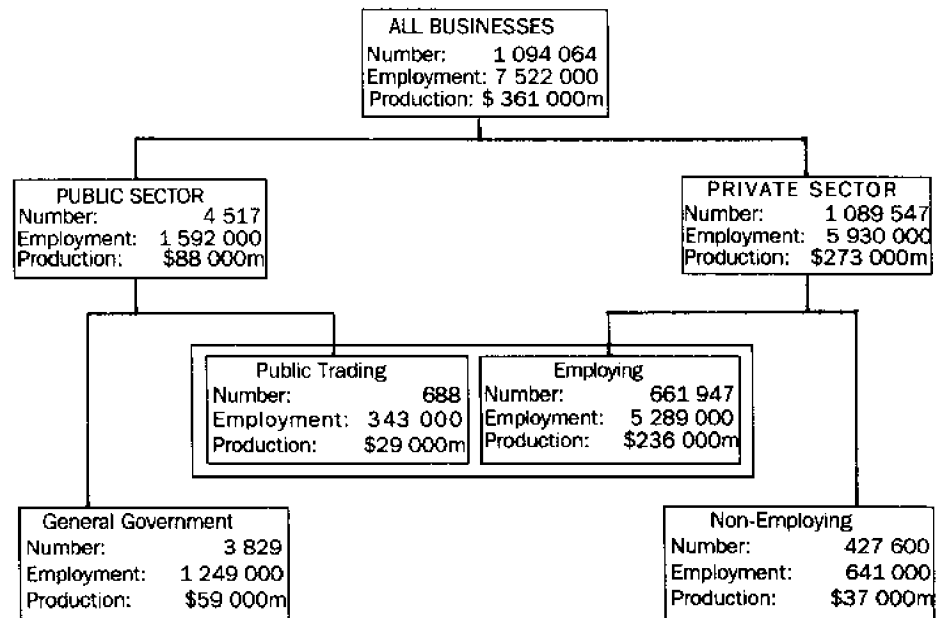 ALL BUSINESSES
Number: 1 094 064
Employment: 7 522 000
Production: $ 361 000m
PUBLIC SECTOR
Number: 4 517
Employment: 1 592 000
Production: $88 000m
PRIVATE SECTOR
Number: 1 089 547
Employment: 5 930 000
Production: $273 000m
Public Trading
Number: 688
Employment: 343 000
Production: $29 000m
Employing
Number: 661 947
Employment: 5 289 000
Production: $236 000m
General Government
Number: 3 829
Employment: 1 249 000
Production: $59 000m
Non-Employing
Number: 427 600
Employment: 641 000
Production: $37 000m